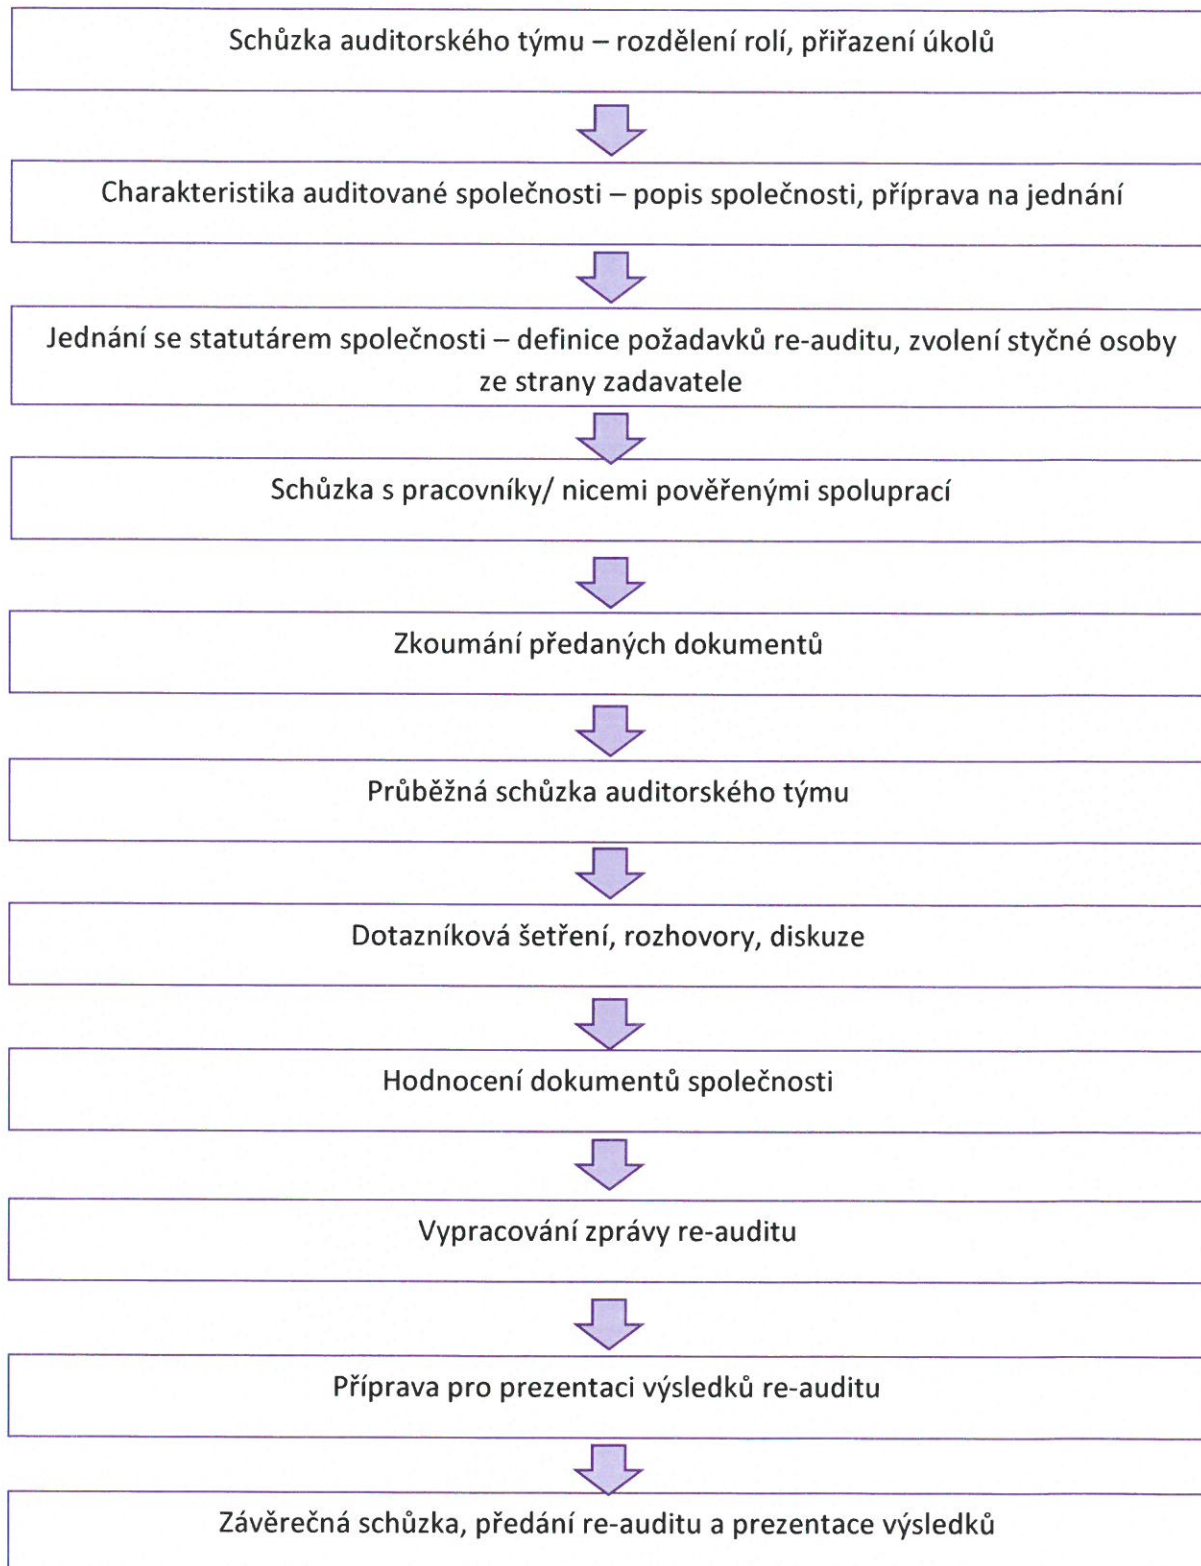 Schůzka auditorského týmu – rozdělení rolí, přiřazení úkolů
Charakteristika auditované společnosti – popis společnosti, příprava na jednání
Jednání se statutárem společnosti – definice požadavků re-auditu, zvolení styčné osoby
ze strany zadavatele
Schůzka s pracovníky/ nicemi pověřenými spoluprací
Zkoumání předaných dokumentů
Průběžná schůzka auditorského týmu
Dotazníková šetření, rozhovory, diskuze
Hodnocení dokumentů společnosti
Vypracování zprávy re-auditu
Příprava pro prezentaci výsledků re-auditu
Závěrečná schůzka, předání re-auditu a prezentace výsledků